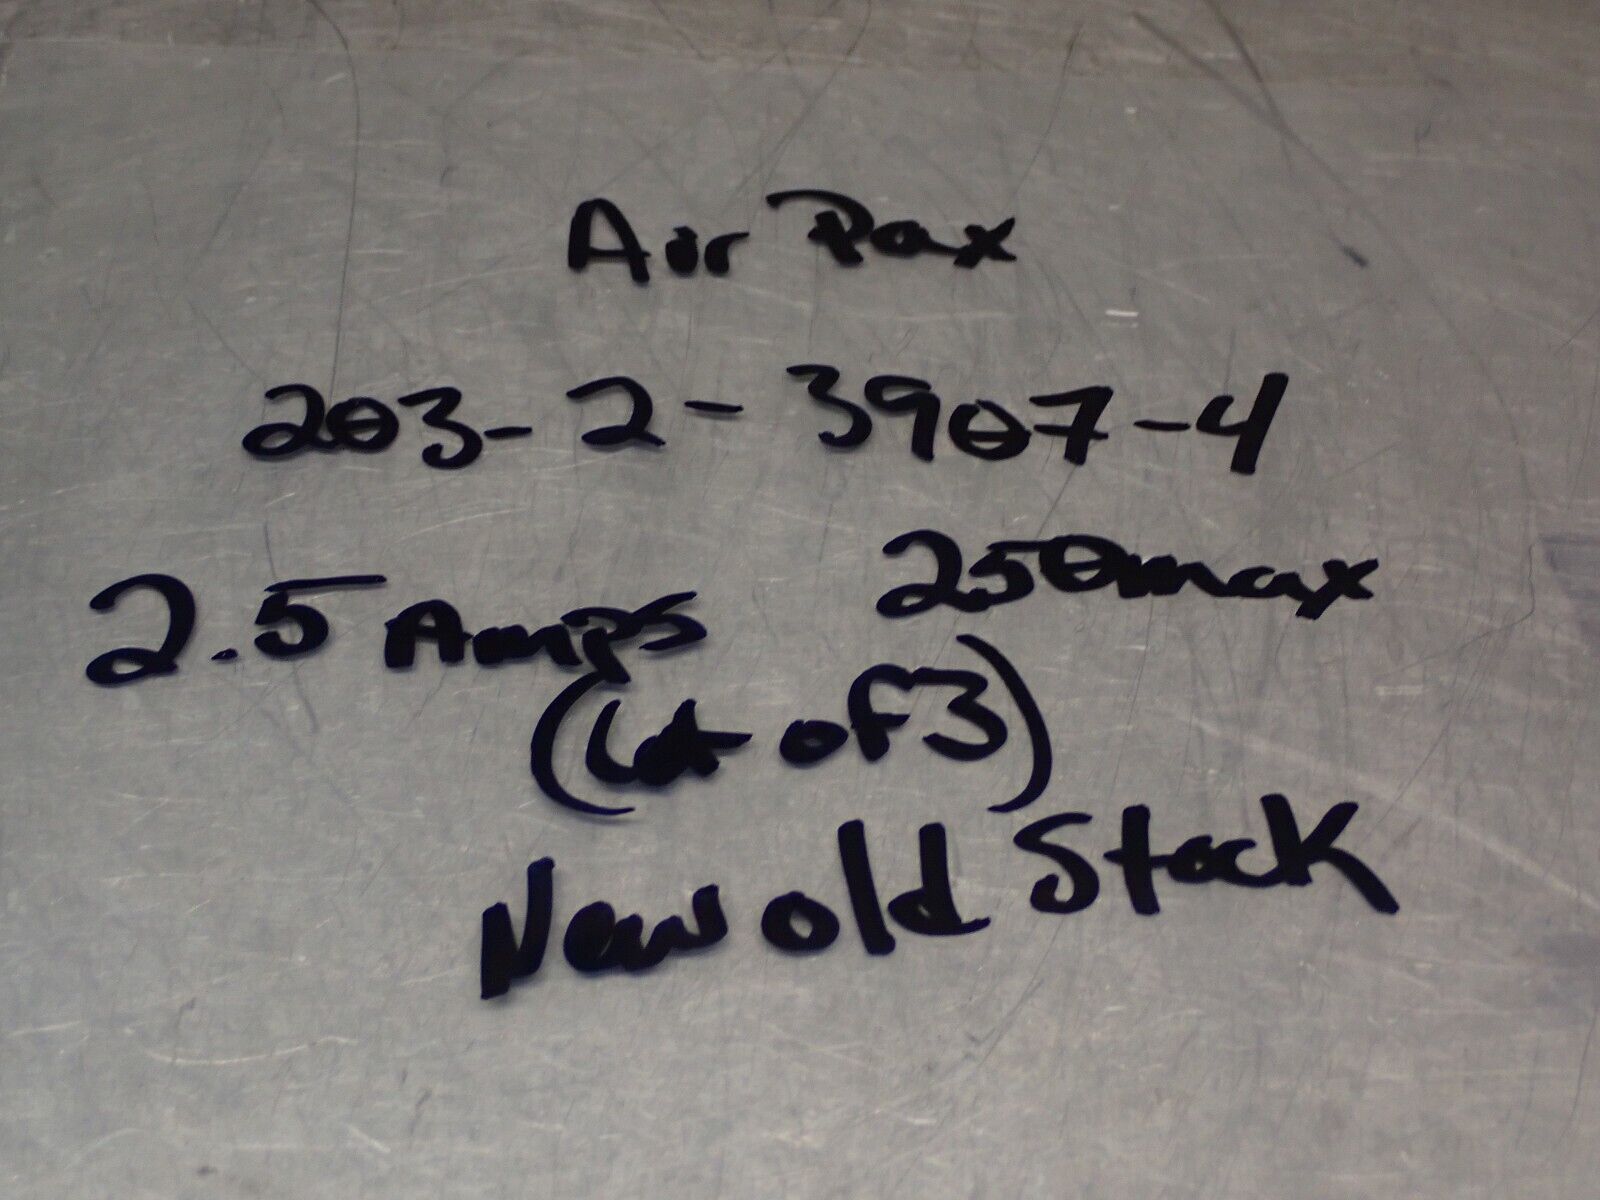 Air Pax
203-2-3907-4
2.5 Amps 250max
(Lot of 3)
New old Stock